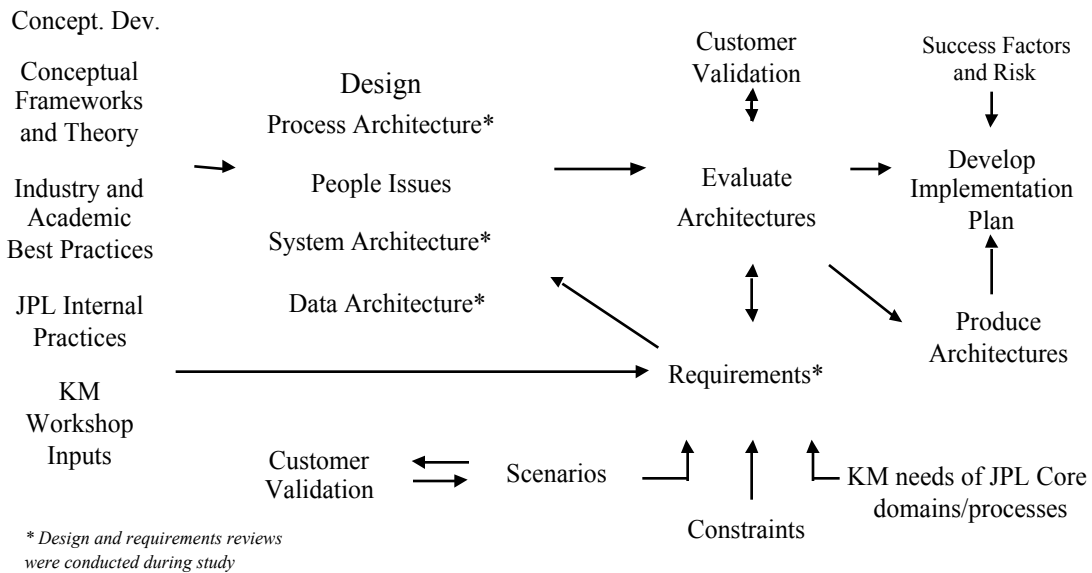 Concept. Dev.
Conceptual
Frameworks
and Theory
Industry and
Academic
Best Practices
JPL Internal
Practices
KM
Workshop
Inputs
Design
Process Architecture*
People Issues
System Architecture*
Data Architecture*
Customer
Validation
Evaluate
Architectures
Requirements*
Success Factors
and Risk
Develop
Implementation
Plan
Produce
Architectures
Customer
Validation
Scenarios
Constraints
KM needs of JPL Core
domains/processes
* Design and requirements reviews
were conducted during study